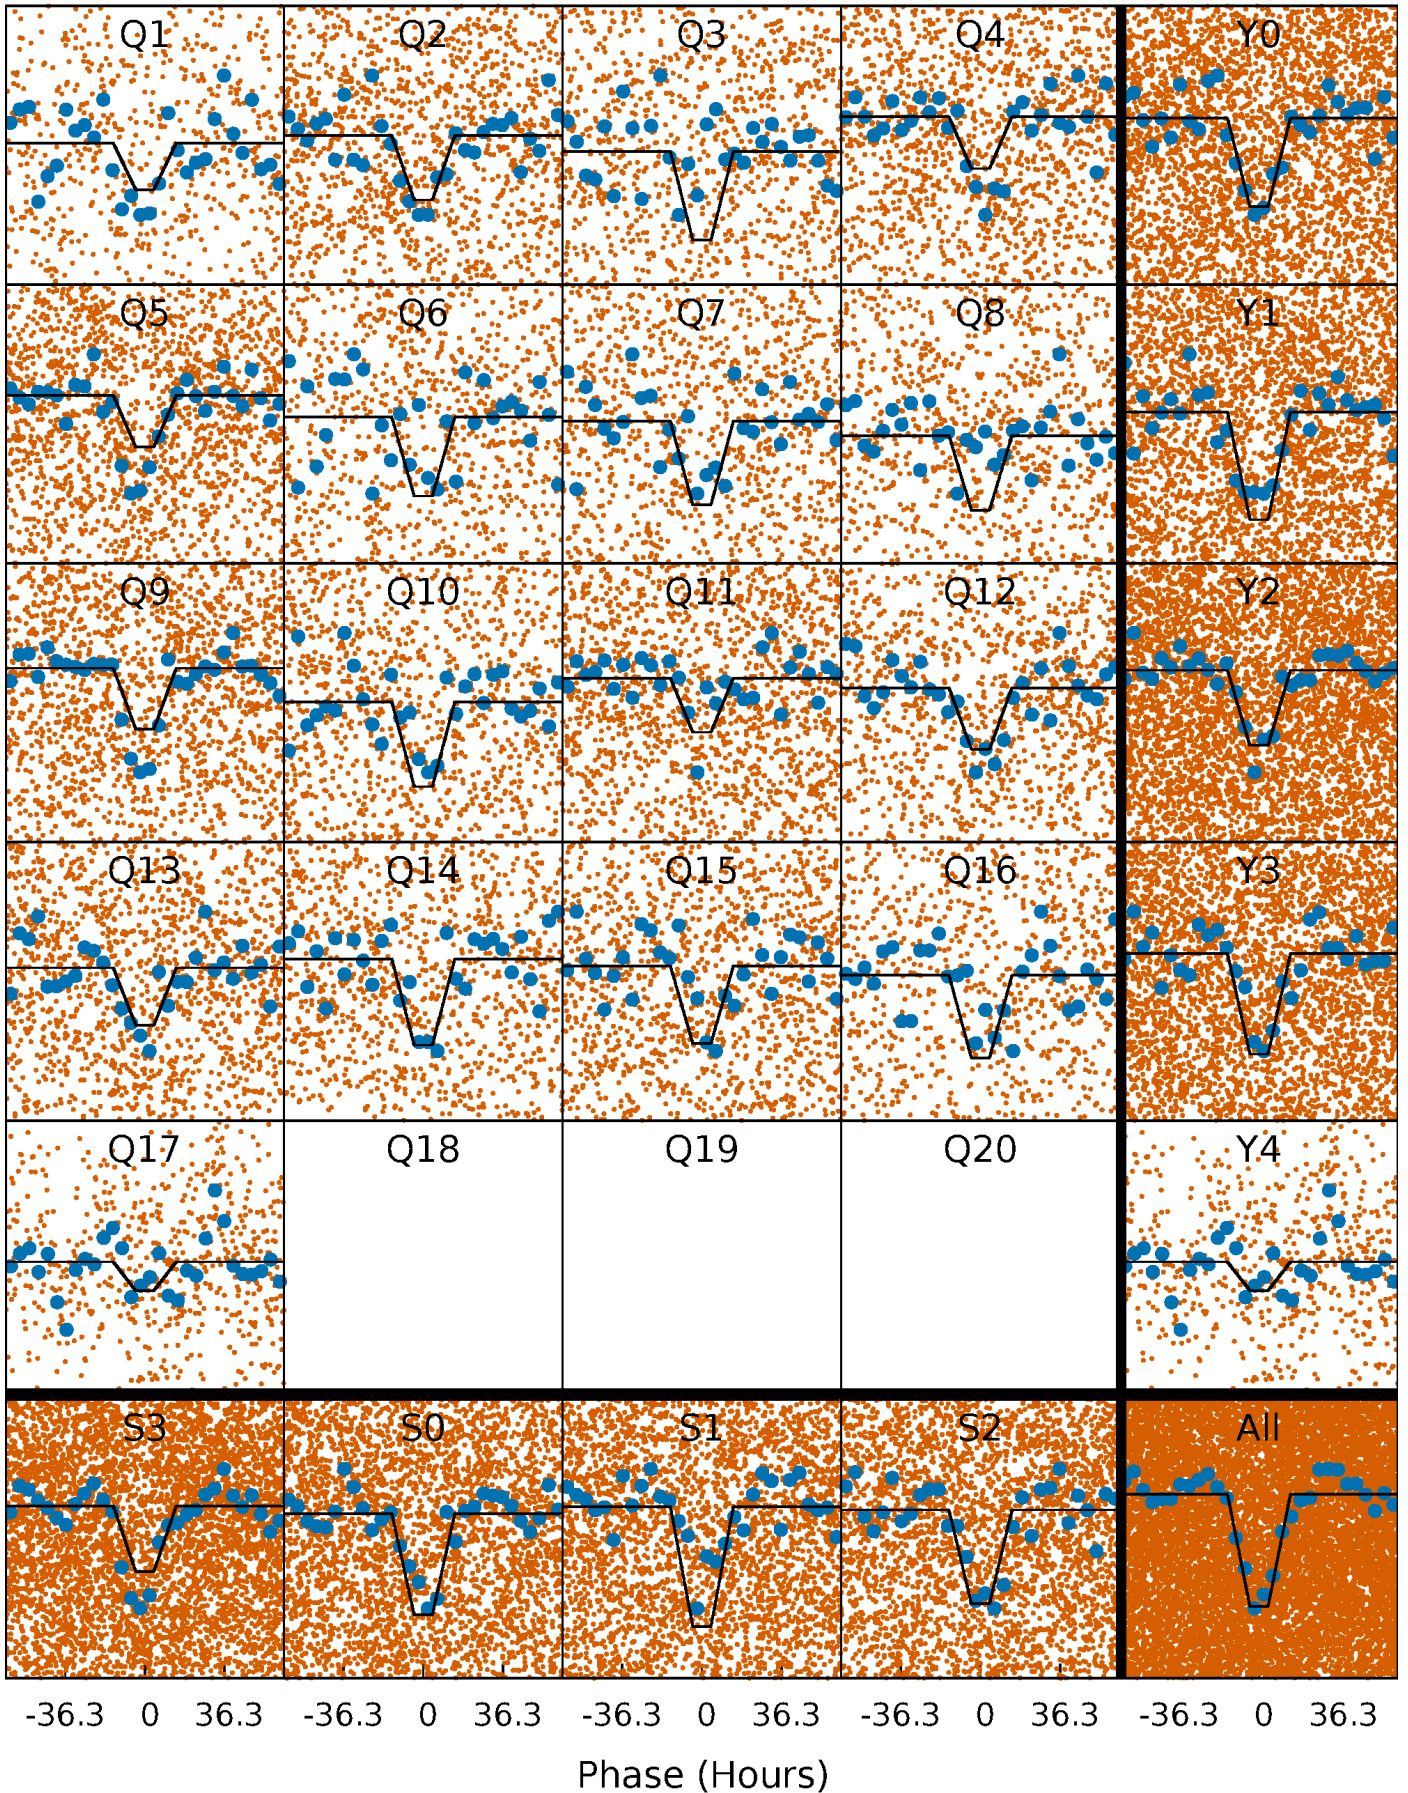 Q1 Q2 Q3 Q4 Y0
Q5 Q6 Q7 Q8 Y1
Q9 Q10 Q11 Q12 Y2
Q13 Q14 Q15 Q16 Y3
Q17 Q18 Q19 Q20 Y4
S3 S0 S1 S2 All
-36.3 0 36.3 -36.3 0 36.3 -36.3 0 36.3 -36.3 0 36.3 -36.3 0 36.3
Phase (Hours)